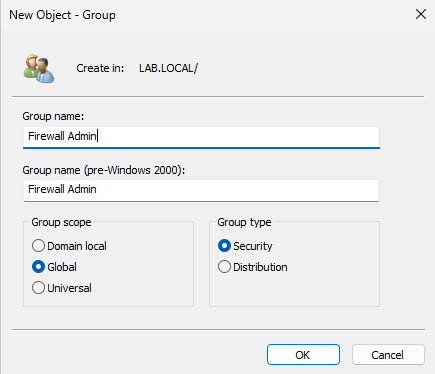 New Object - Group
Create in: LAB.LOCAL/
Group name:
Firewall Admin
Group name (pre-Windows 2000):
Firewall Admin
Group scope
Domain local
Global
Universal
Group type
Security
Distribution
OK
Cancel